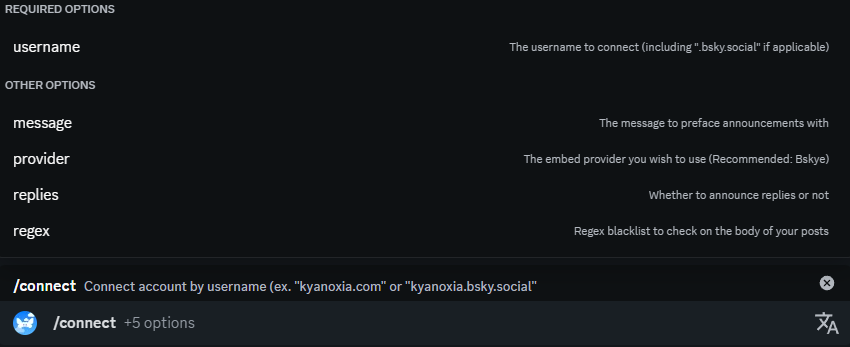 REQUIRED OPTIONS
username The username to connect (including ".bsky.social" if applicable)
OTHER OPTIONS
message The message to preface announcements with
provider The embed provider you wish to use (Recommended: Bskye)
replies Whether to announce replies or not
regex Regex blacklist to check on the body of your posts
/connect Connect account by username (ex. "kyanoxia.com" or "kyanoxia.bsky.social"
/connect +5 options